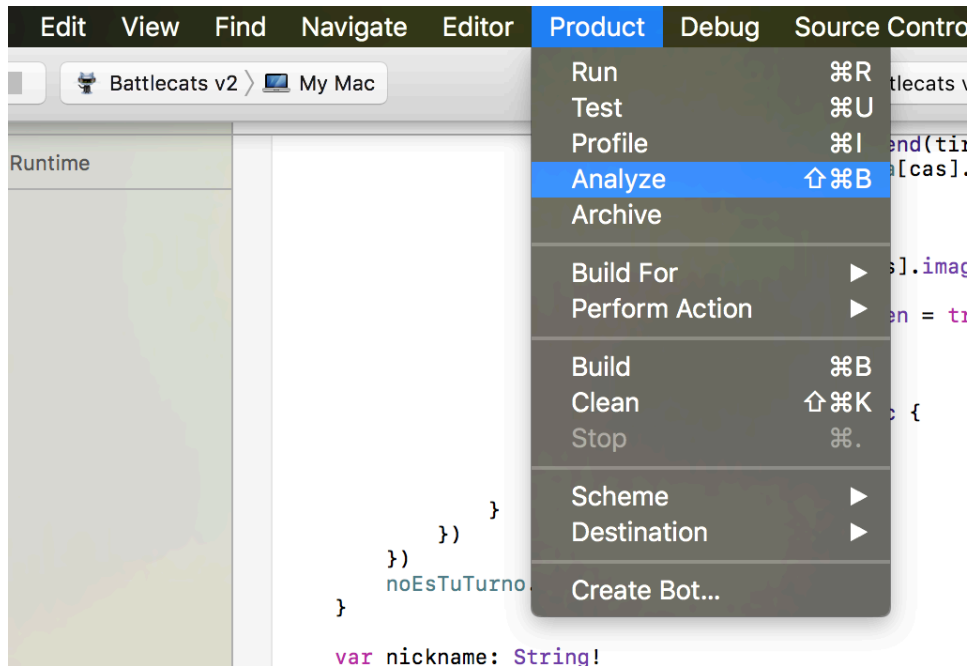 Edit View Find Navigate Editor Product Debug Source Contro
Battlecats v2 My Mac
tlecats v
Runtime
Run ⌘R
Test ⌘U
Profile ⌘I
Analyze ⇧⌘B
Archive
Build For ▶
Perform Action ▶
Build ⌘B
Clean ⇧⌘K
Stop ⌘.
Scheme ▶
Destination ▶
Create Bot...
end(tir
a[cas].
s].imag
en = tr
c {
}
})
})
noEsTuTurno.
}
var nickname: String!